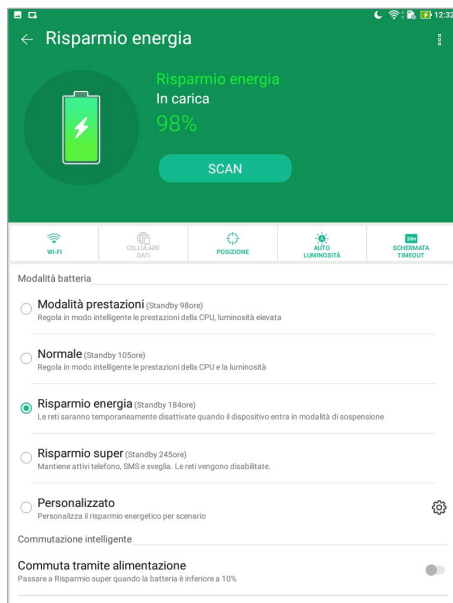 12:32
Risparmio energia
Risparmio energia
In carica
98%
SCAN
WI-FI
CELLULARE
DATI
POSIZIONE
AUTO
LUMINOSITÀ
10m
SCHERMATA
TIMEOUT
Modalità batteria
Modalità prestazioni (Standby 98ore)
Regola in modo intelligente le prestazioni della CPU, luminosità elevata
Normale (Standby 105ore)
Regola in modo intelligente le prestazioni della CPU e la luminosità
Risparmio energia (Standby 184ore)
Le reti saranno temporaneamente disattivate quando il dispositivo entra in modalità di sospensione
Risparmio super (Standby 245ore)
Mantiene attivi telefono, SMS e sveglia. Le reti vengono disabilitate.
Personalizzato
Personalizza il risparmio energetico per scenario
Commutazione intelligente
Commuta tramite alimentazione
Passare a Risparmio super quando la batteria è inferiore a 10%